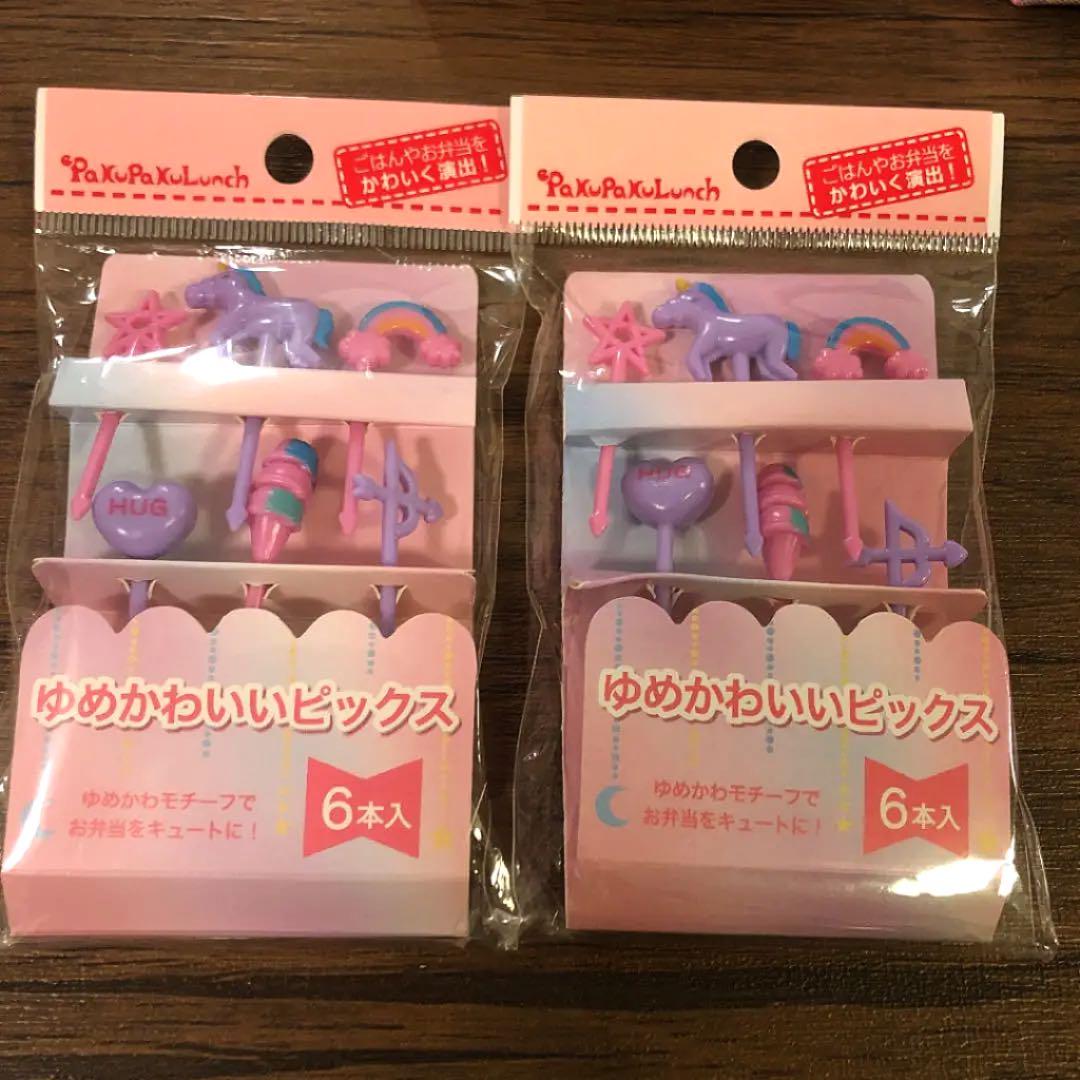 PaKuPaKuLunch
ごはんやお弁当を
かわいく演出！
HUG
ゆめかわいいピックス
ゆめかわモチーフで
お弁当をキュートに！
6本入
PaKuPaKuLunch
ごはんやお弁当を
かわいく演出！
HUG
ゆめかわいいピックス
ゆめかわモチーフで
お弁当をキュートに！
6本入